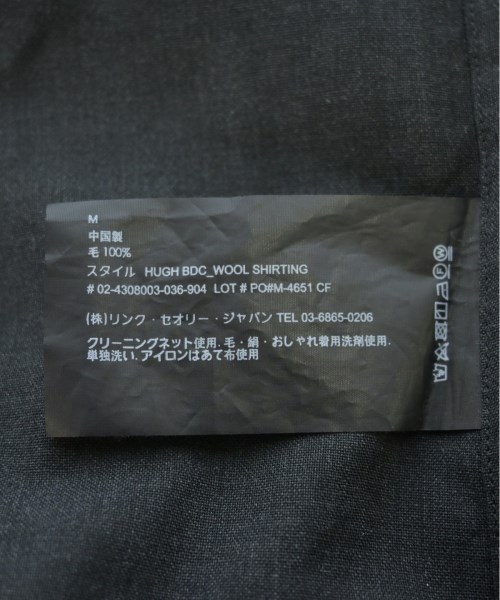 M
中国製
毛 100%
スタイル HUGH BDC_WOOL SHIRTING
# 02-4308003-036-904 LOT # PO#M-4651 CF
(株)リンク・セオリー・ジャパン TEL 03-6865-0206
クリーニングネット使用. 毛・絹・おしゃれ着用洗剤使用.
単独洗い. アイロンはあて布使用